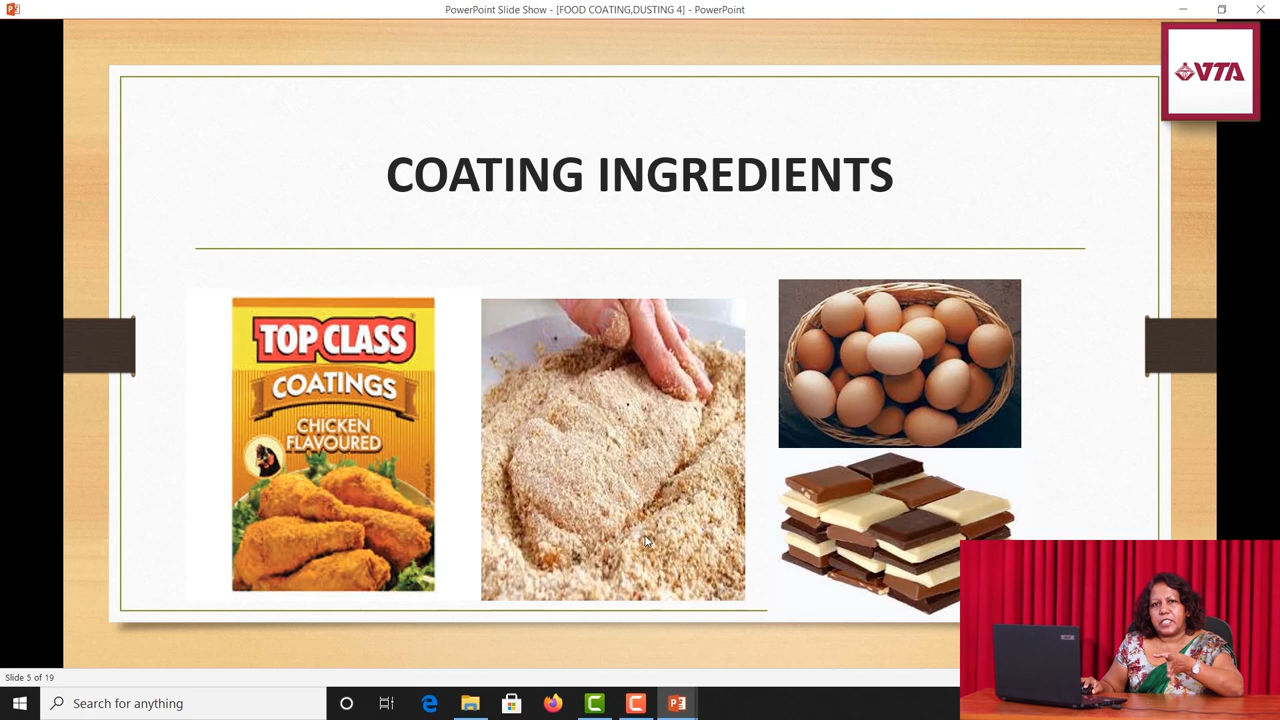 PowerPoint Slide Show - [FOOD COATING,DUSTING 4] - PowerPoint
VTA
COATING INGREDIENTS
TOP CLASS
COATINGS
CHICKEN
FLAVOURED
Slide 5 of 19
Search for anything